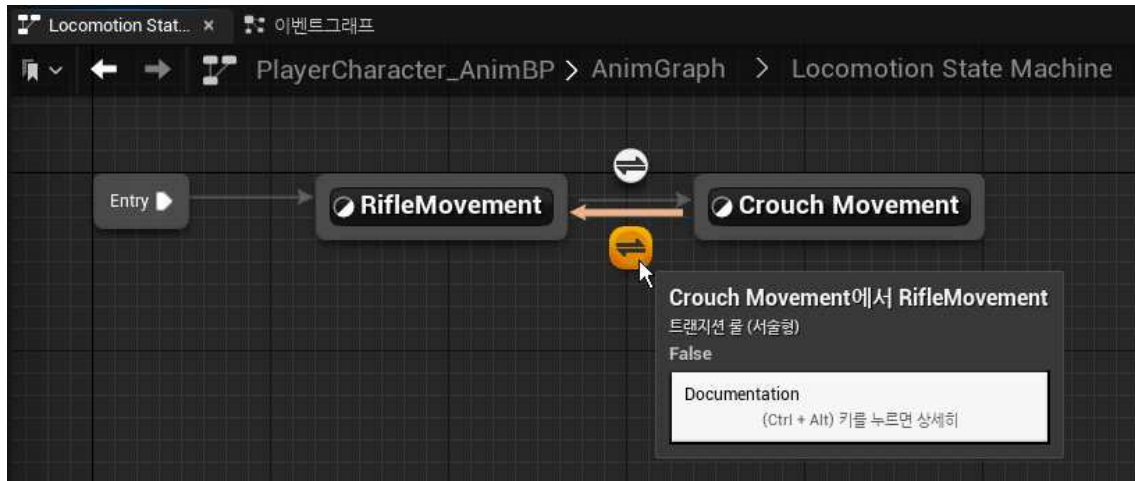 Locomotion Stat...
이벤트그래프
PlayerCharacter_AnimBP > AnimGraph > Locomotion State Machine
Entry
RifleMovement
Crouch Movement
Crouch Movement에서 RifleMovement
트랜지션 룰 (서술형)
False
Documentation
(Ctrl + Alt) 키를 누르면 상세히